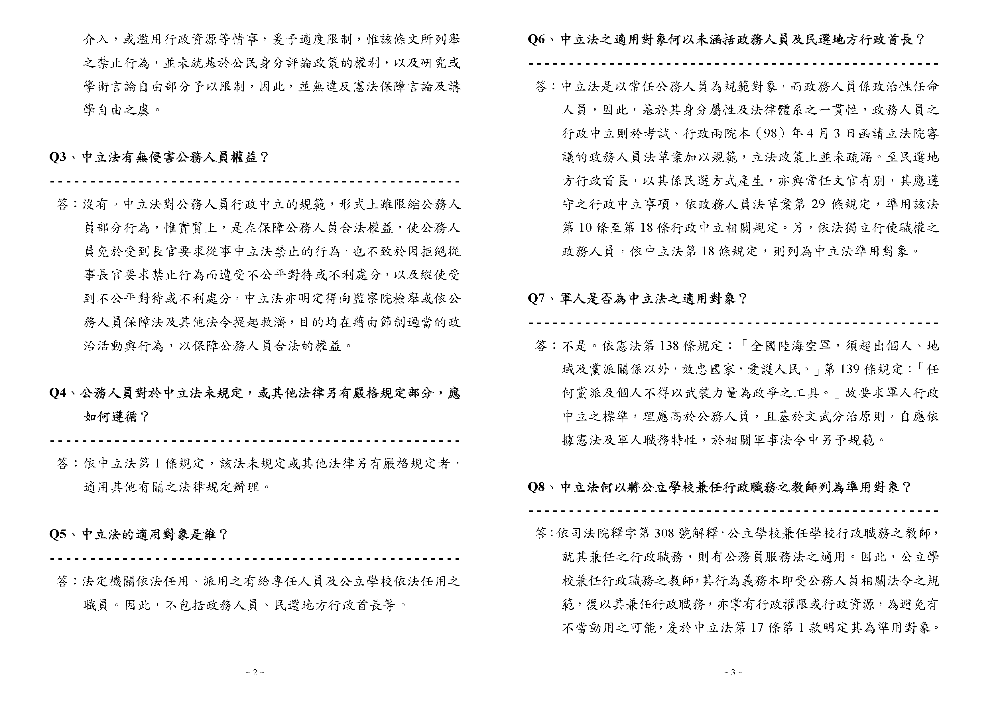 介入，或濫用行政資源等情事，爰予適度限制，惟該條文所列舉
之禁止行為，並未就基於公民身分評論政策的權利，以及研究或
學術言論自由部分予以限制，因此，並無違反憲法保障言論及講
學自由之虞。
Q3、中立法有無侵害公務人員權益？
答：沒有。中立法對公務人員行政中立的規範，形式上雖限縮公務人
員部分行為，惟實質上，是在保障公務人員合法權益，使公務人
員免於受到長官要求從事中立法禁止的行為，也不致於因拒絕從
事長官要求禁止行為而遭受不公平對待或不利處分，以及縱使受
到不公平對待或不利處分，中立法亦明定得向監察院檢舉或依公
務人員保障法及其他法令提起救濟，目的均在藉由節制過當的政
治活動與行為，以保障公務人員合法的權益。
Q4、公務人員對於中立法未規定，或其他法律另有嚴格規定部分，應
如何遵循？
答：依中立法第 1 條規定，該法未規定或其他法律另有嚴格規定者，
適用其他有關之法律規定辦理。
Q5、中立法的適用對象是誰？
答：法定機關依法任用、派用之有給專任人員及公立學校依法任用之
職員。因此，不包括政務人員、民選地方行政首長等。
- 2 -
Q6、中立法之適用對象何以未涵括政務人員及民選地方行政首長？
答：中立法是以常任公務人員為規範對象，而政務人員係政治性任命
人員，因此，基於其身分屬性及法律體系之一貫性，政務人員之
行政中立則於考試、行政兩院本（98）年 4 月 3 日函請立法院審
議的政務人員法草案加以規範，立法政策上並未疏漏。至民選地
方行政首長，以其係民選方式產生，亦與常任文官有別，其應遵
守之行政中立事項，依政務人員法草案第 29 條規定，準用該法
第 10 條至第 18 條行政中立相關規定。另，依法獨立行使職權之
政務人員，依中立法第 18 條規定，則列為中立法準用對象。
Q7、軍人是否為中立法之適用對象？
答：不是。依憲法第 138 條規定：「全國陸海空軍，須超出個人、地
域及黨派關係以外，效忠國家，愛護人民。」第 139 條規定：「任
何黨派及個人不得以武裝力量為政爭之工具。」故要求軍人行政
中立之標準，理應高於公務人員，且基於文武分治原則，自應依
據憲法及軍人職務特性，於相關軍事法令中另予規範。
Q8、中立法何以將公立學校兼任行政職務之教師列為準用對象？
答：依司法院釋字第 308 號解釋，公立學校兼任學校行政職務之教師，
就其兼任之行政職務，則有公務員服務法之適用。因此，公立學
校兼任行政職務之教師，其行為義務本即受公務人員相關法令之規
範，復以其兼任行政職務，亦掌有行政權限或行政資源，為避免有
不當動用之可能，爰於中立法第 17 條第 1 款明定其為準用對象。
- 3 -